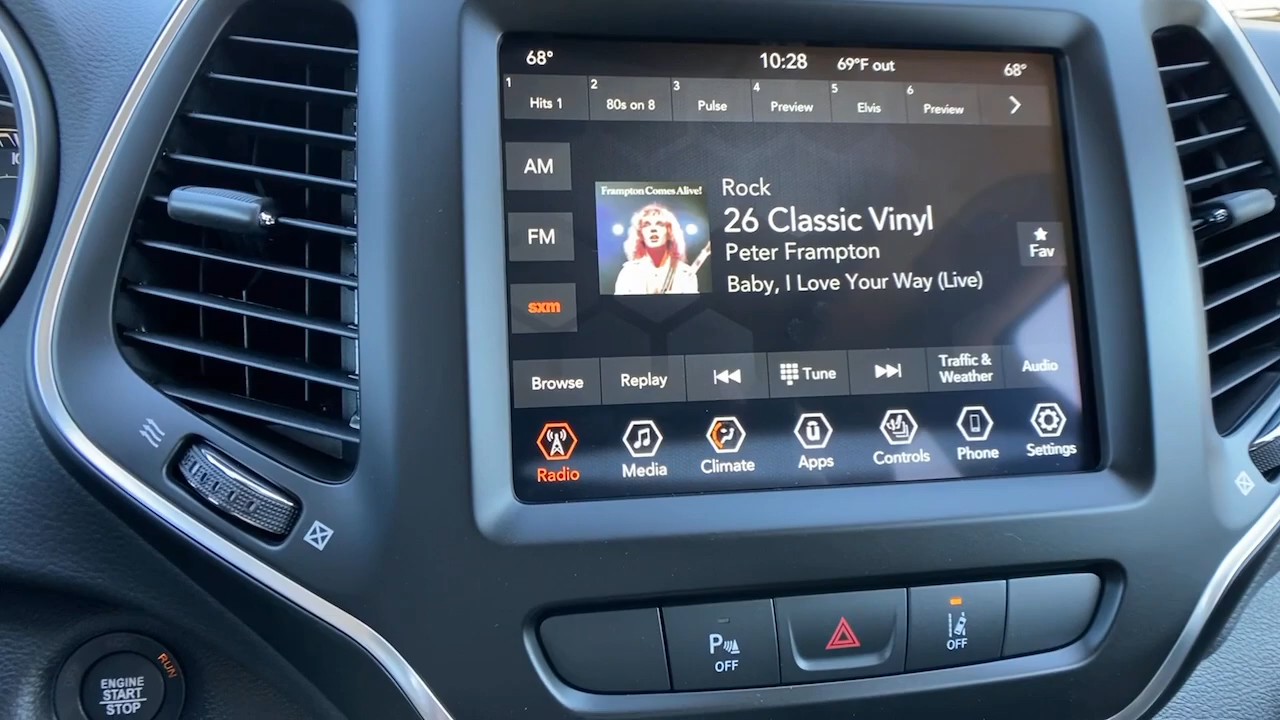 68°
10:28
69°F out
68°
1
Hits 1
2
80s on 8
3
Pulse
4
Preview
5
Elvis
6
Preview
AM
FM
sxm
Frampton Comes Alive!
Rock
26 Classic Vinyl
Peter Frampton
Baby, I Love Your Way (Live)
Fav
Browse
Replay
Tune
Traffic &
Weather
Audio
Radio
Media
Climate
Apps
Controls
Phone
Settings
P
OFF
OFF
RUN
ENGINE
START
STOP